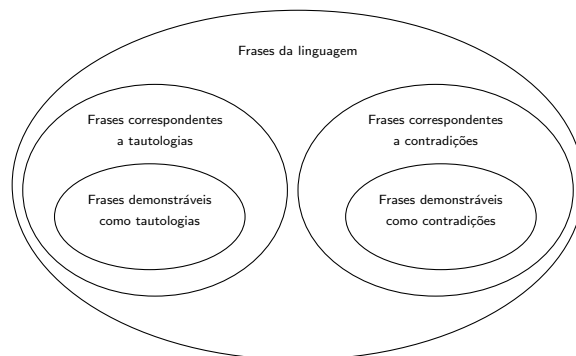 Frases da linguagem
Frases correspondentes
a tautologias
Frases demonstráveis
como tautologias
Frases correspondentes
a contradições
Frases demonstráveis
como contradições